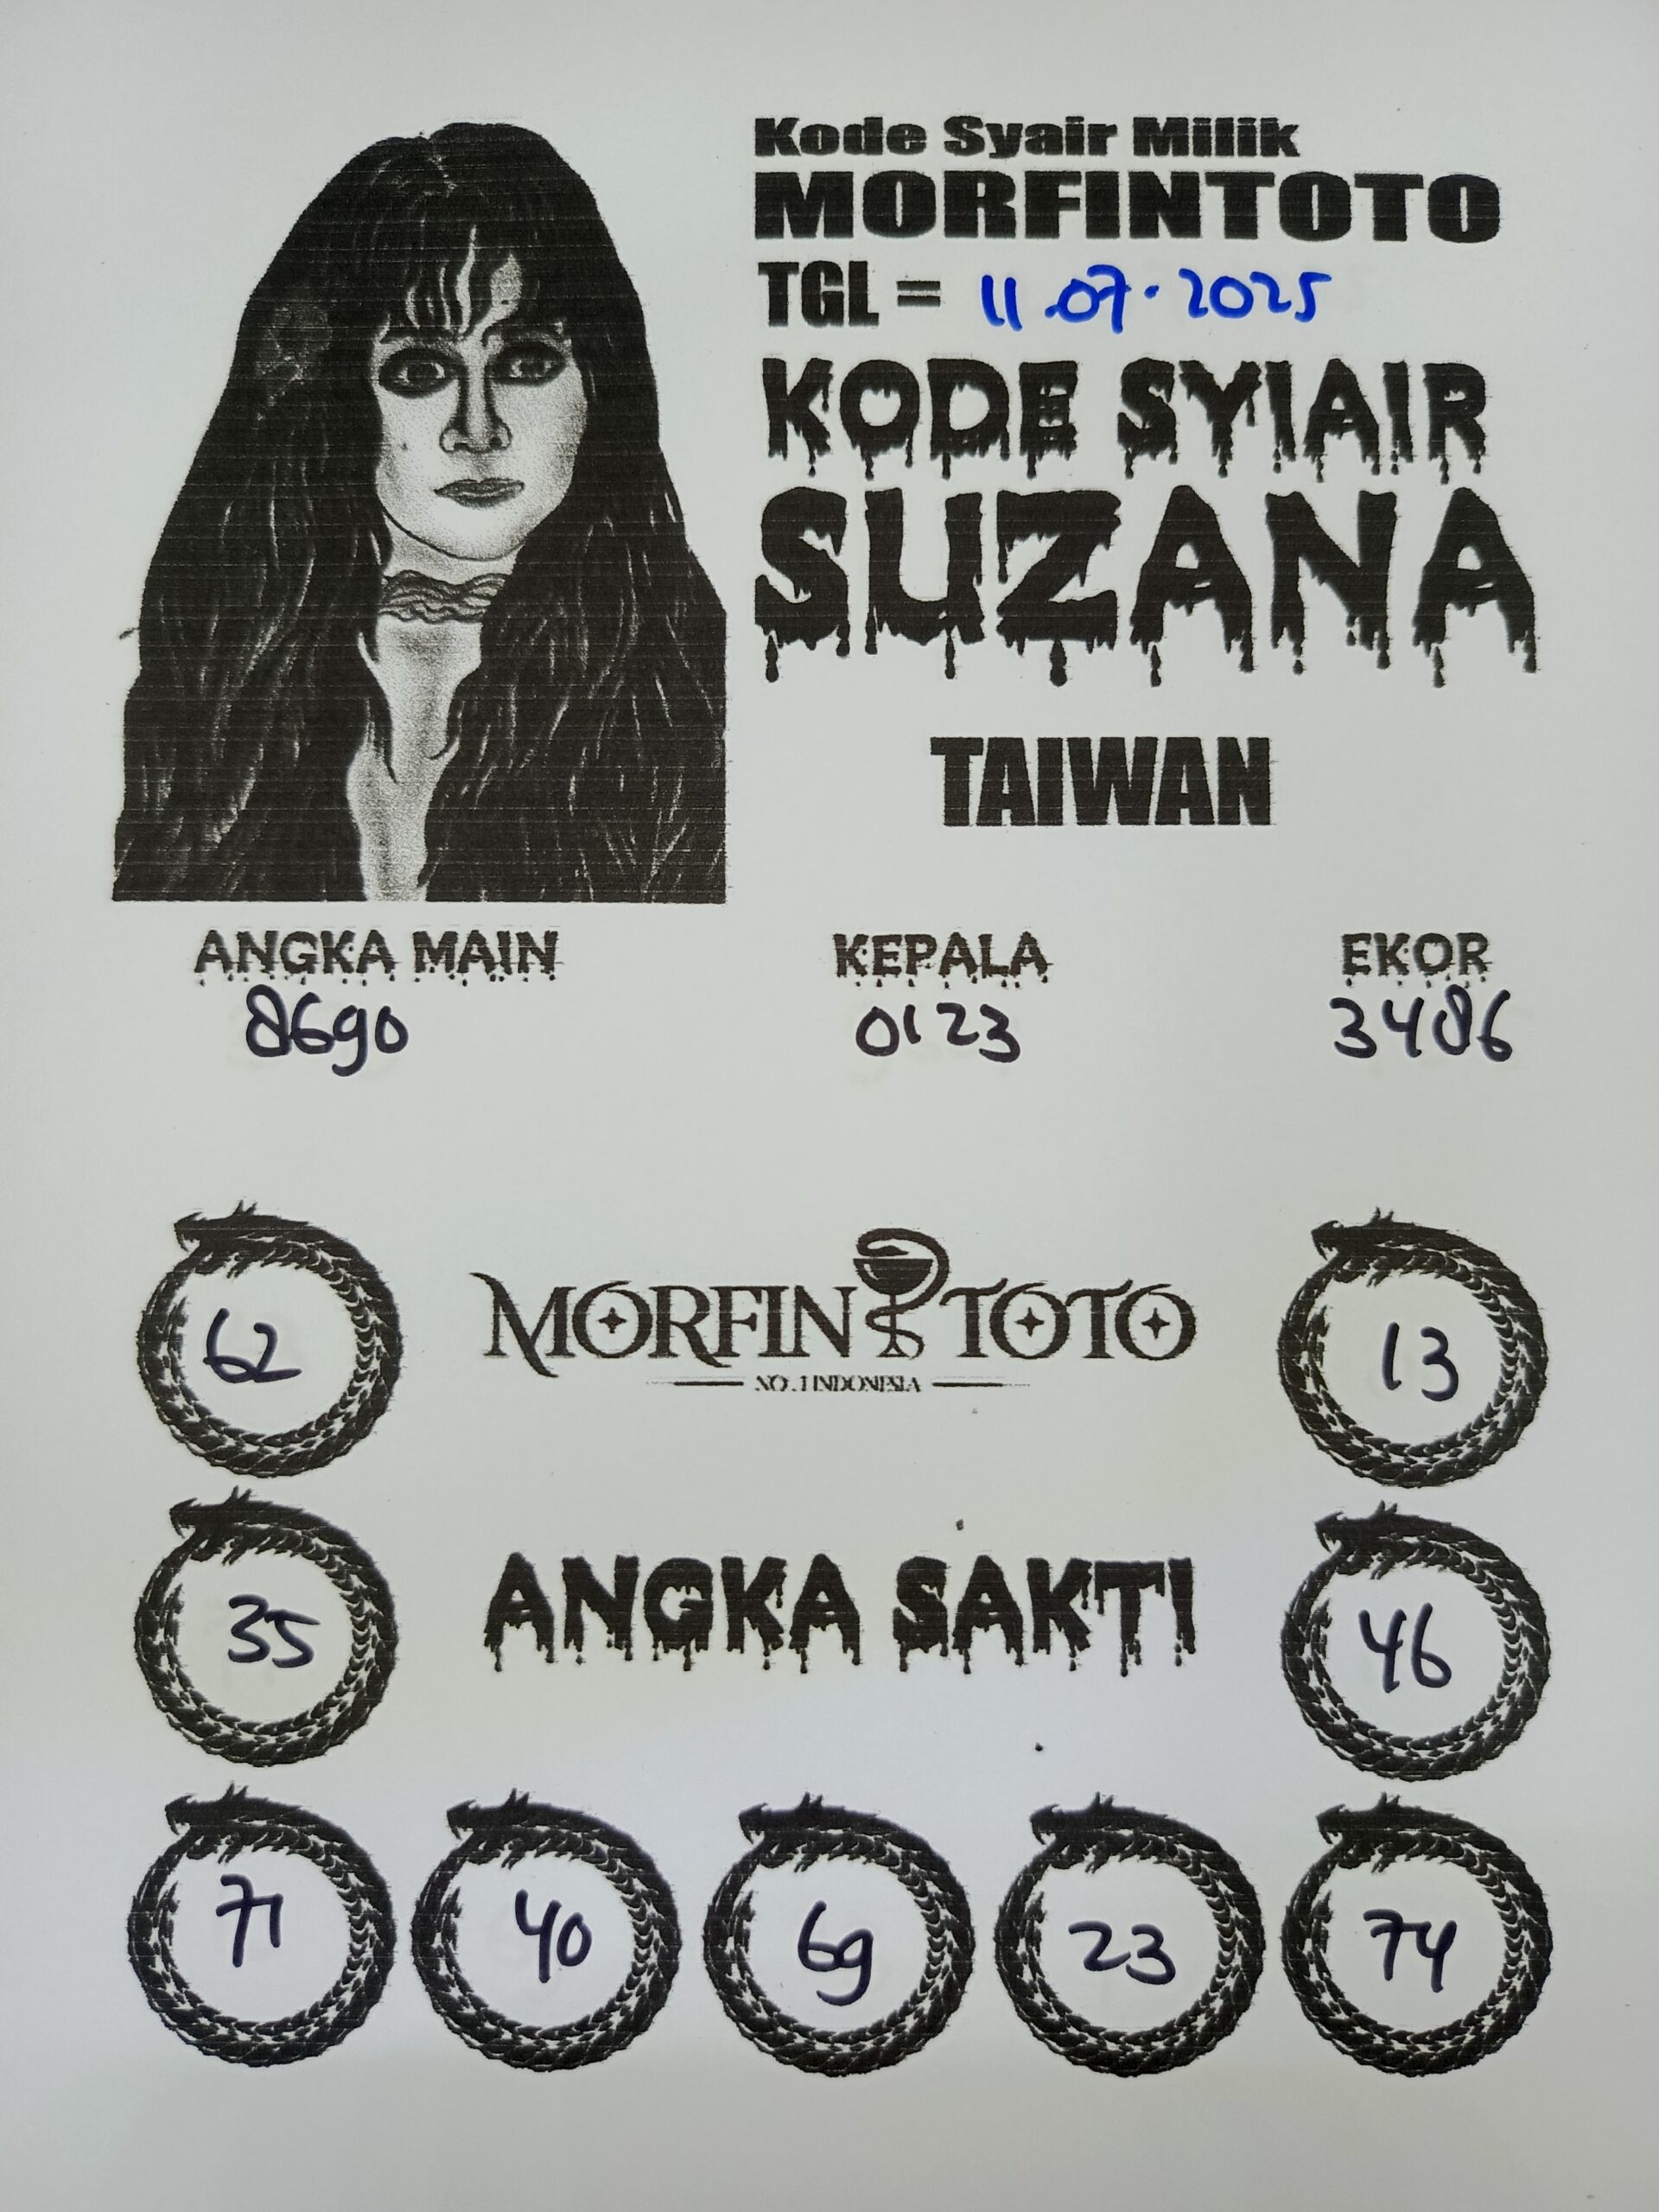 Kode Syair Milik
MORFINTOTO
TGL = 11.07.2025
KODE SYIAIR
SUZANA
TAIWAN
ANGKA MAIN KEPALA EKOR
8690 0123 3486
62 MORFIN TOTO 13
NO.1 INDONESIA
35 ANGKA SAKTI 46
71 40 69 23 74